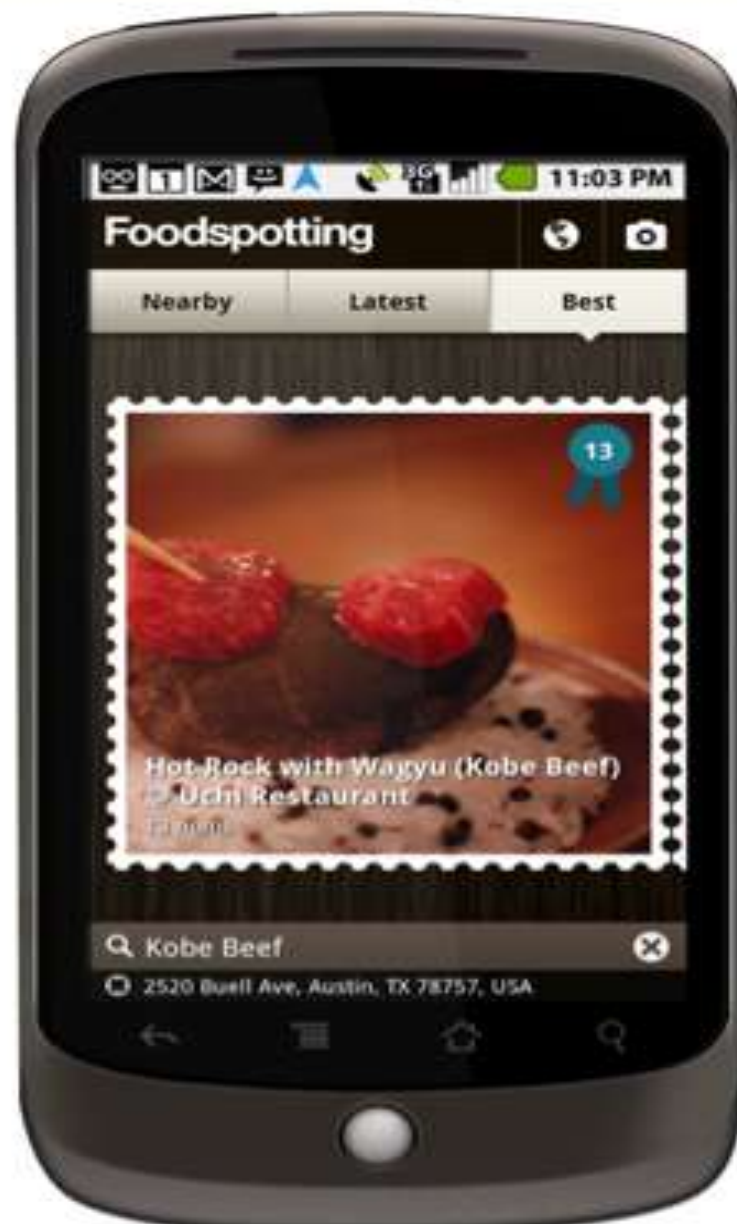 11:03 PM
Foodspotting
Nearby Latest Best
13
Hot Rock with Wagyu (Kobe Beef)
Uchi Restaurant
Kobe Beef
2520 Buell Ave, Austin, TX 78757, USA